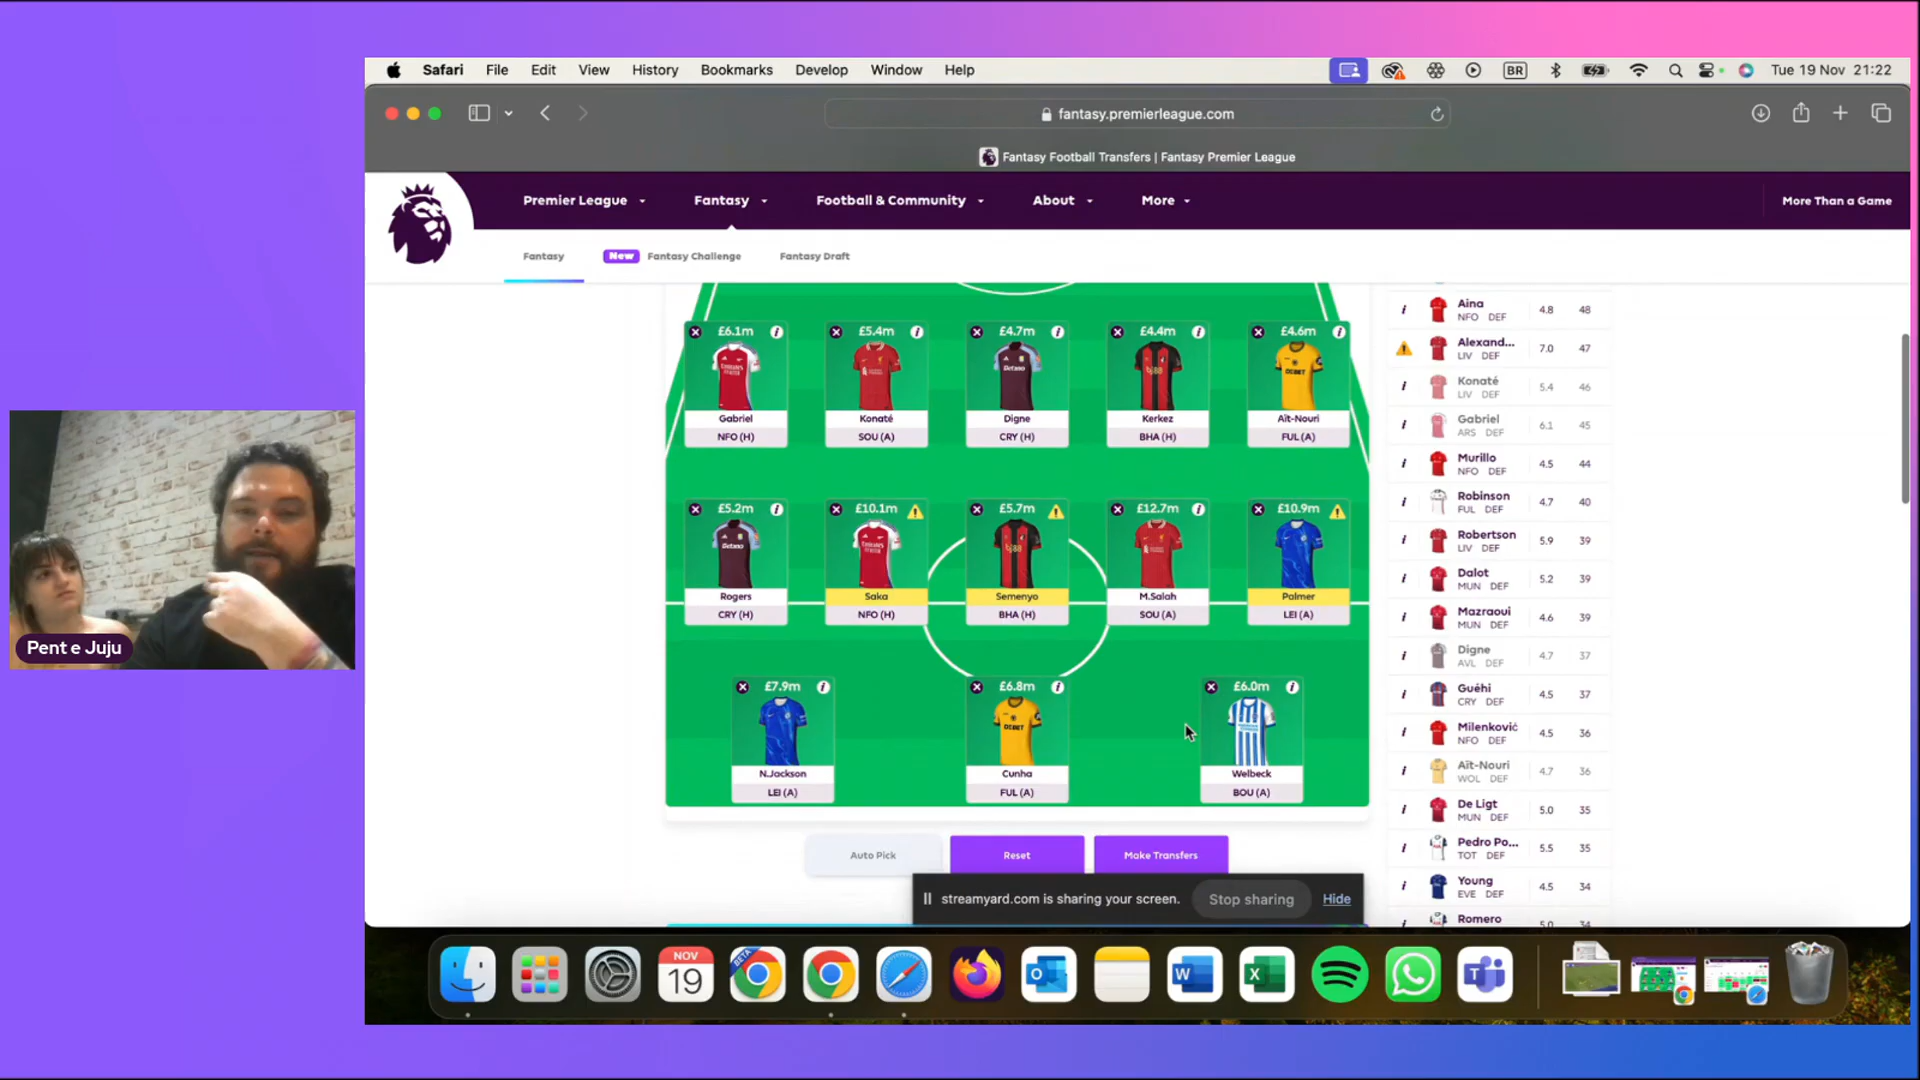 Safari File Edit View History Bookmarks Develop Window Help BR Tue 19 Nov 21:22
fantasy.premierleague.com
Fantasy Football Transfers | Fantasy Premier League
Premier League Fantasy Football & Community About More More Than a Game
Fantasy New Fantasy Challenge Fantasy Draft
£6.1m £5.4m £4.7m £4.4m £4.6m
Gabriel Konaté Digne Kerkez Aït-Nouri
NFO (H) SOU (A) CRY (H) BHA (H) FUL (A)
£5.2m £10.1m £5.7m £12.7m £10.9m
Rogers Saka Semenyo M.Salah Palmer
CRY (H) NFO (H) BHA (H) SOU (A) LEI (A)
£7.9m £6.8m £6.0m
N.Jackson Cunha Welbeck
LEI (A) FUL (A) BOU (A)
Auto Pick Reset Make Transfers
Aina 4.8 48
NFO DEF
Alexand... 7.0 47
LIV DEF
Konaté 5.4 46
LIV DEF
Gabriel 6.1 45
ARS DEF
Murillo 4.5 44
NFO DEF
Robinson 4.7 40
FUL DEF
Robertson 5.9 39
LIV DEF
Dalot 5.2 39
MUN DEF
Mazraoui 4.6 39
MUN DEF
Digne 4.7 37
AVL DEF
Guéhi 4.5 37
CRY DEF
Milenković 4.5 36
NFO DEF
Aït-Nouri 4.7 36
WOL DEF
De Ligt 5.0 35
MUN DEF
Pedro Po... 5.5 35
TOT DEF
Young 4.5 34
EVE DEF
Romero 5.0 34
streamyard.com is sharing your screen. Stop sharing Hide
Pent e Juju
NOV
19